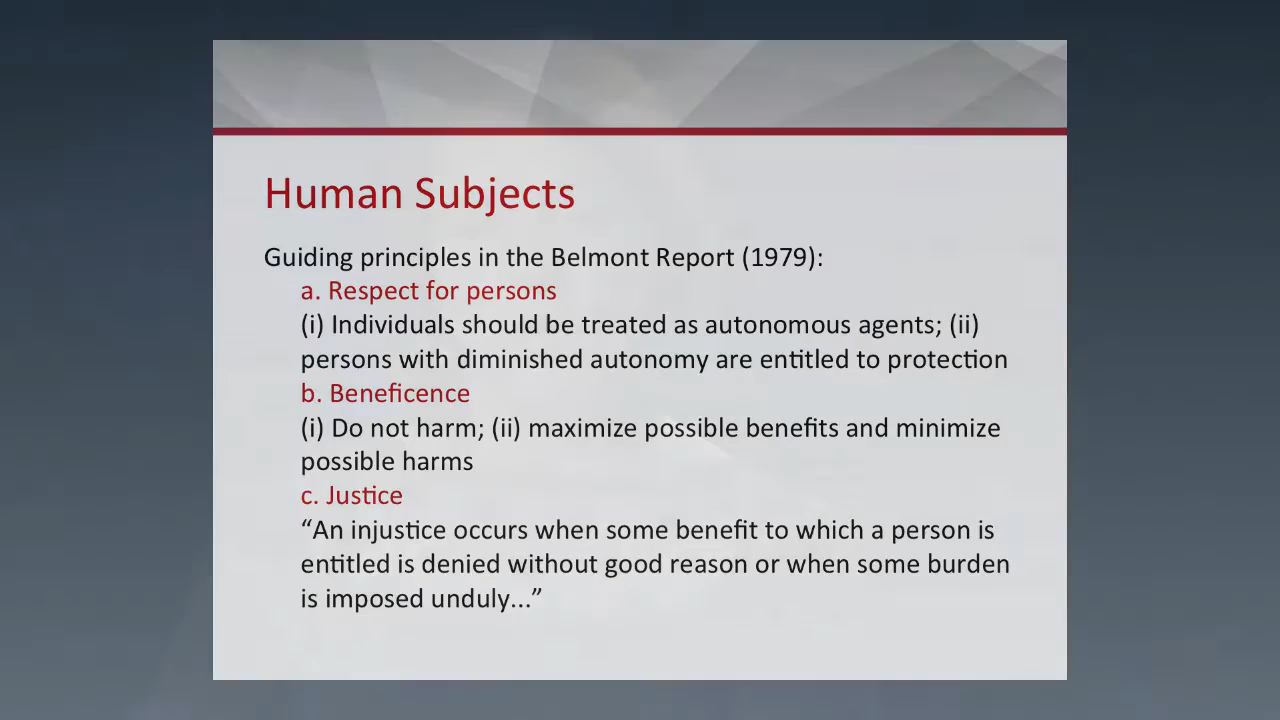 Human Subjects
Guiding principles in the Belmont Report (1979):
a. Respect for persons
(i) Individuals should be treated as autonomous agents; (ii)
persons with diminished autonomy are entitled to protection
b. Beneficence
(i) Do not harm; (ii) maximize possible benefits and minimize
possible harms
c. Justice
“An injustice occurs when some benefit to which a person is
entitled is denied without good reason or when some burden
is imposed unduly...”